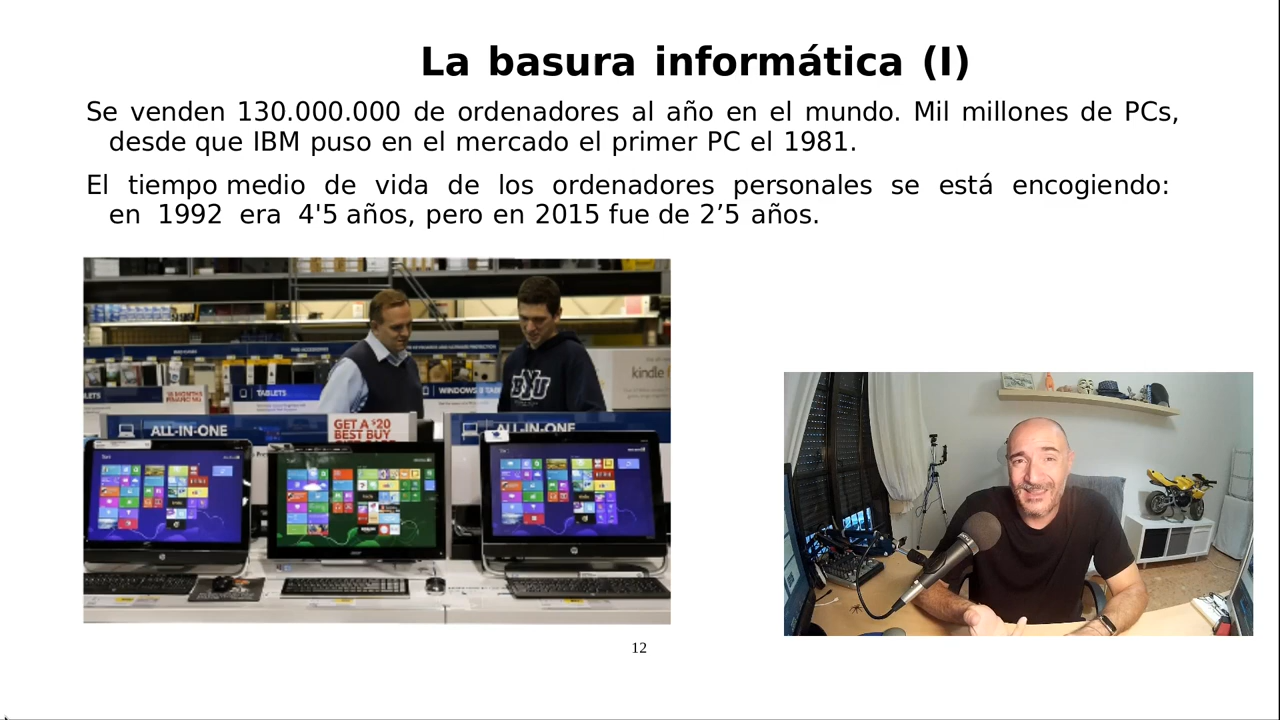 La basura informática (I)
Se venden 130.000.000 de ordenadores al año en el mundo. Mil millones de PCs,
desde que IBM puso en el mercado el primer PC el 1981.
El tiempo medio de vida de los ordenadores personales se está encogiendo:
en 1992 era 4'5 años, pero en 2015 fue de 2’5 años.
kindle
TABLETS
WINDOWS 8 TAB
BYU
ALL-IN-ONE
GET A $20
BEST BUY
ALL-IN-ONE
12